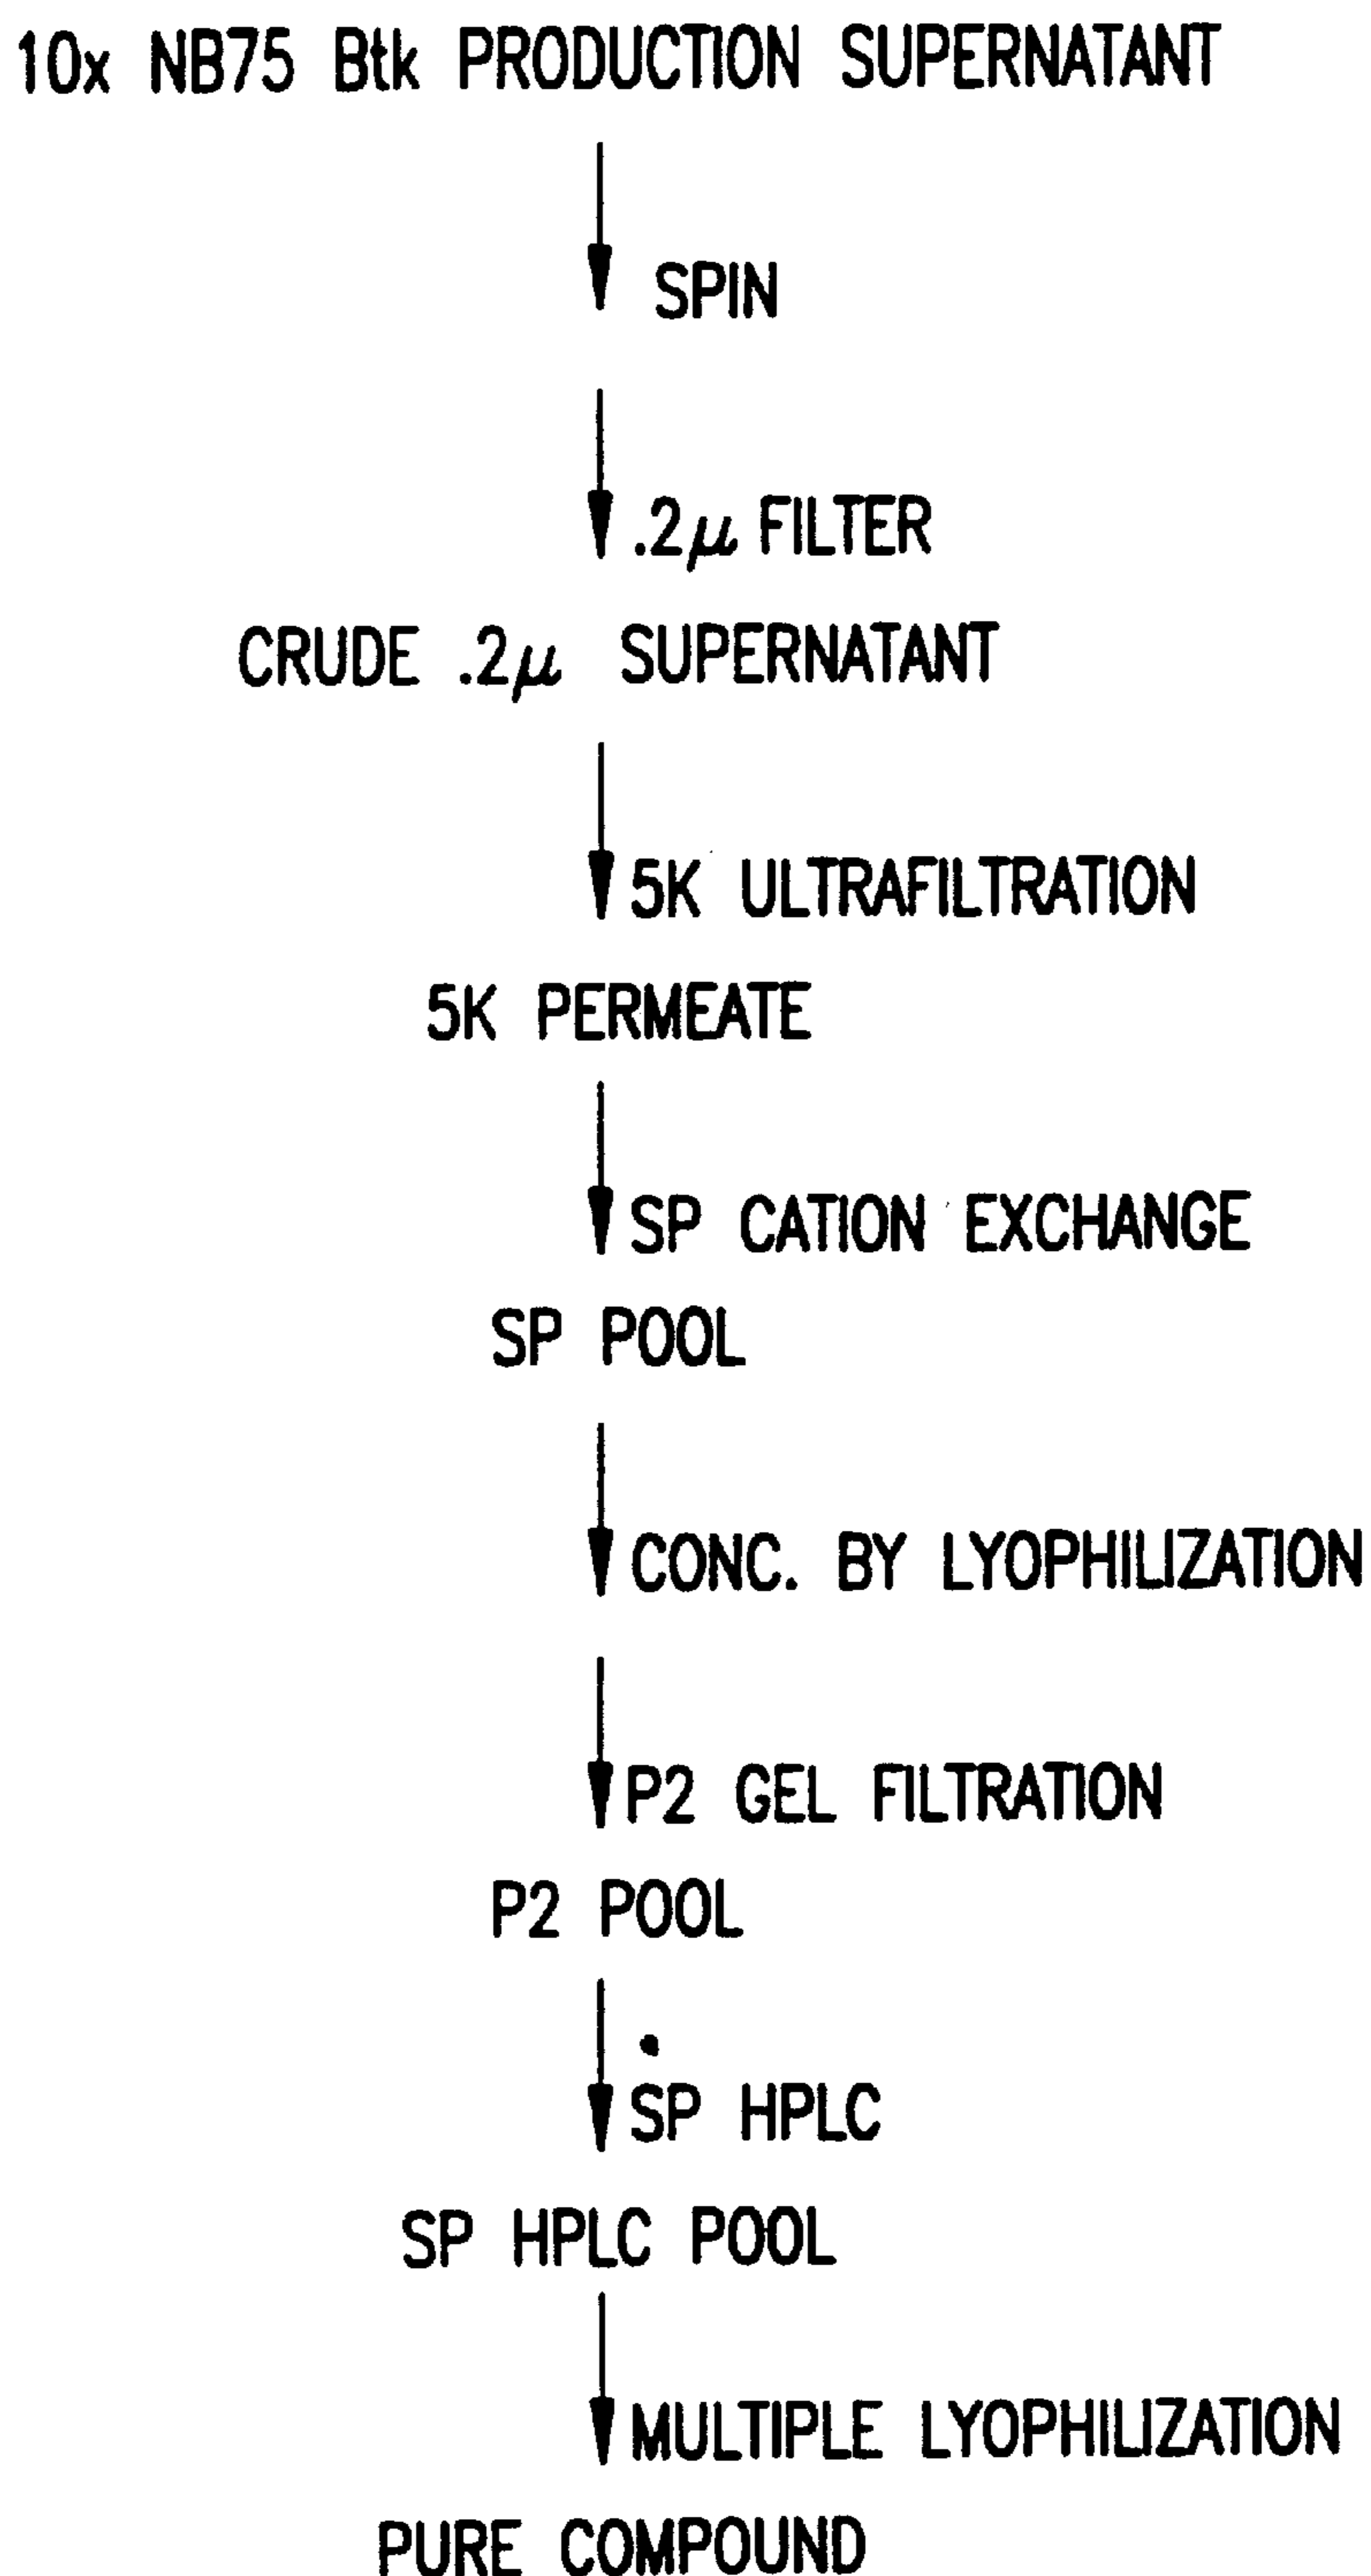 10x NB75 Btk PRODUCTION SUPERNATANT
SPIN
.2μ FILTER
CRUDE .2μ SUPERNATANT
5K ULTRAFILTRATION
5K PERMEATE
SP CATION EXCHANGE
SP POOL
CONC. BY LYOPHILIZATION
P2 GEL FILTRATION
P2 POOL
SP HPLC
SP HPLC POOL
MULTIPLE LYOPHILIZATION
PURE COMPOUND